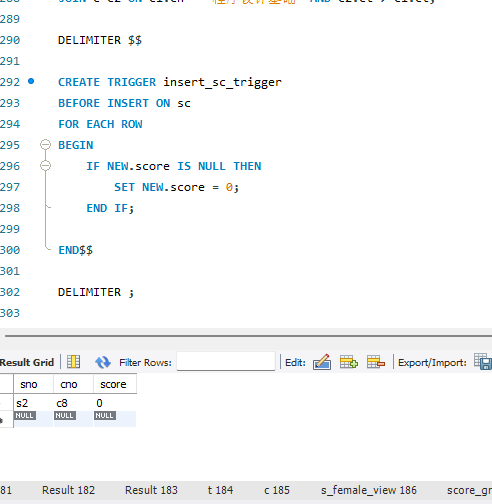 289
290 DELIMITER $$
291
292 CREATE TRIGGER insert_sc_trigger
293 BEFORE INSERT ON sc
294 FOR EACH ROW
295 BEGIN
296 IF NEW.score IS NULL THEN
297 SET NEW.score = 0;
298 END IF;
299
300 END$$
301
302 DELIMITER ;
303
Result Grid Filter Rows: Edit: Export/Import:
sno cno score
s2 c8 0
NULL NULL NULL
181 Result 182 Result 183 t 184 c 185 s_female_view 186 score_gr